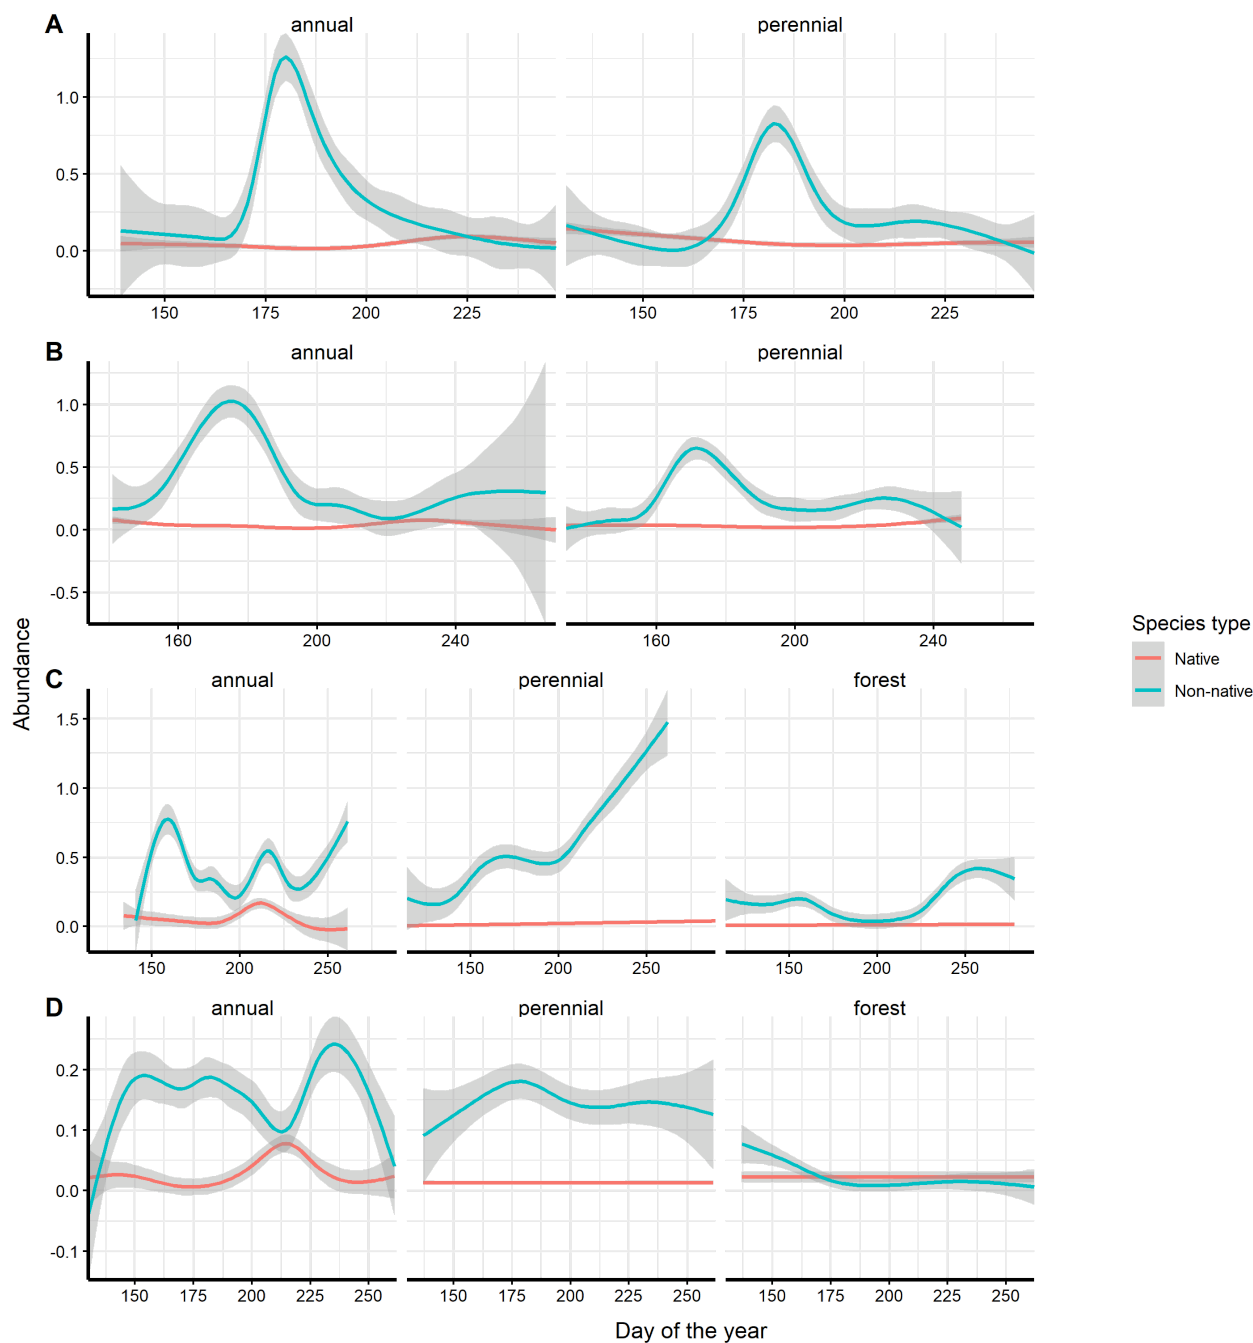 A
annual
perennial
1.0
0.5
0.0
150 175 200 225
150 175 200 225
B
annual
perennial
1.0
0.5
0.0
-0.5
160 200 240
160 200 240
Abundance
Species type
Native
Non-native
C
annual
perennial
forest
1.5
1.0
0.5
0.0
150 200 250
150 200 250
150 200 250
D
annual
perennial
forest
0.2
0.1
0.0
-0.1
150 175 200 225 250
150 175 200 225 250
150 175 200 225 250
Day of the year